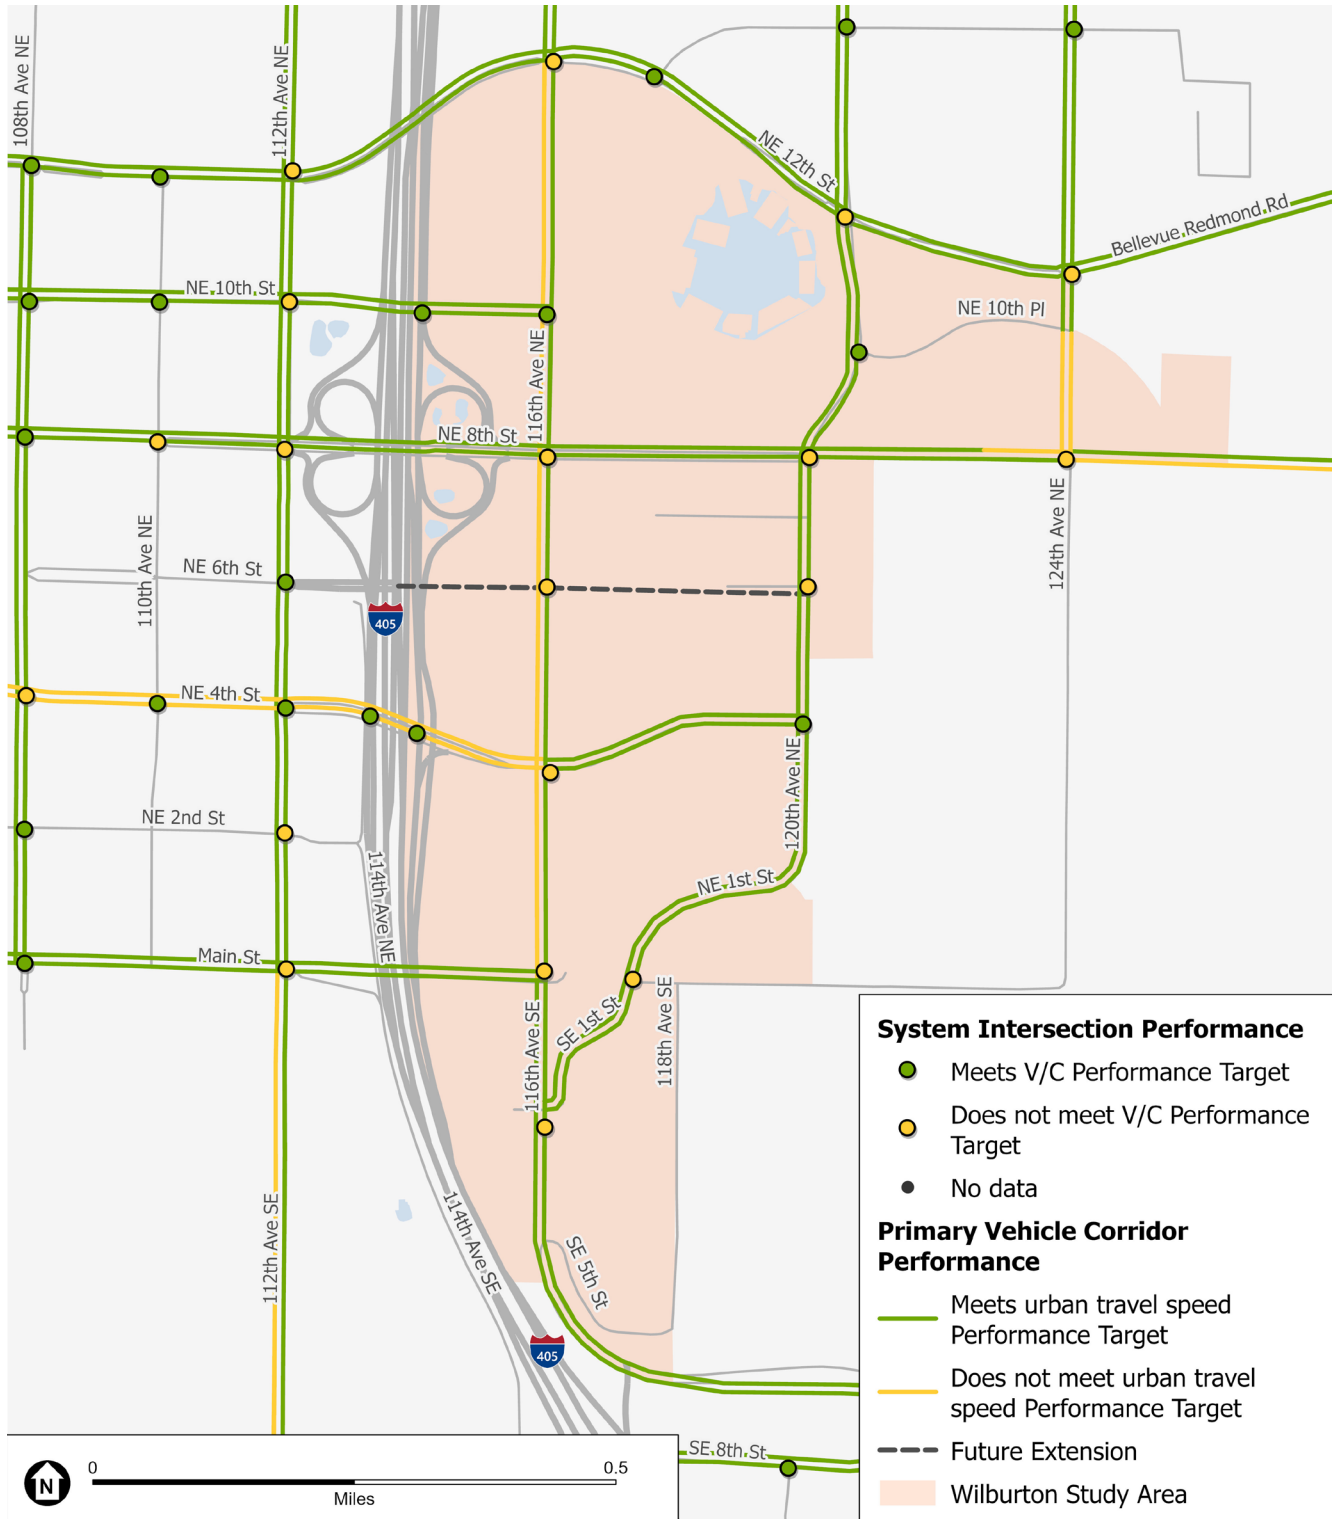 108th Ave NE
112th Ave NE
NE 12th St
Bellevue Redmond Rd
NE 10th St
NE 10th Pl
116th Ave NE
NE 8th St
110th Ave NE
NE 6th St
124th Ave NE
405
NE 4th St
120th Ave NE
NE 2nd St
114th Ave NE
NE 1st St
Main St
116th Ave SE
SE 1st St
118th Ave SE
112th Ave SE
114th Ave SE
SE 5th St
405
SE 8th St
N
0
0.5
Miles
System Intersection Performance
Meets V/C Performance Target
Does not meet V/C Performance
Target
No data
Primary Vehicle Corridor
Performance
Meets urban travel speed
Performance Target
Does not meet urban travel
speed Performance Target
Future Extension
Wilburton Study Area